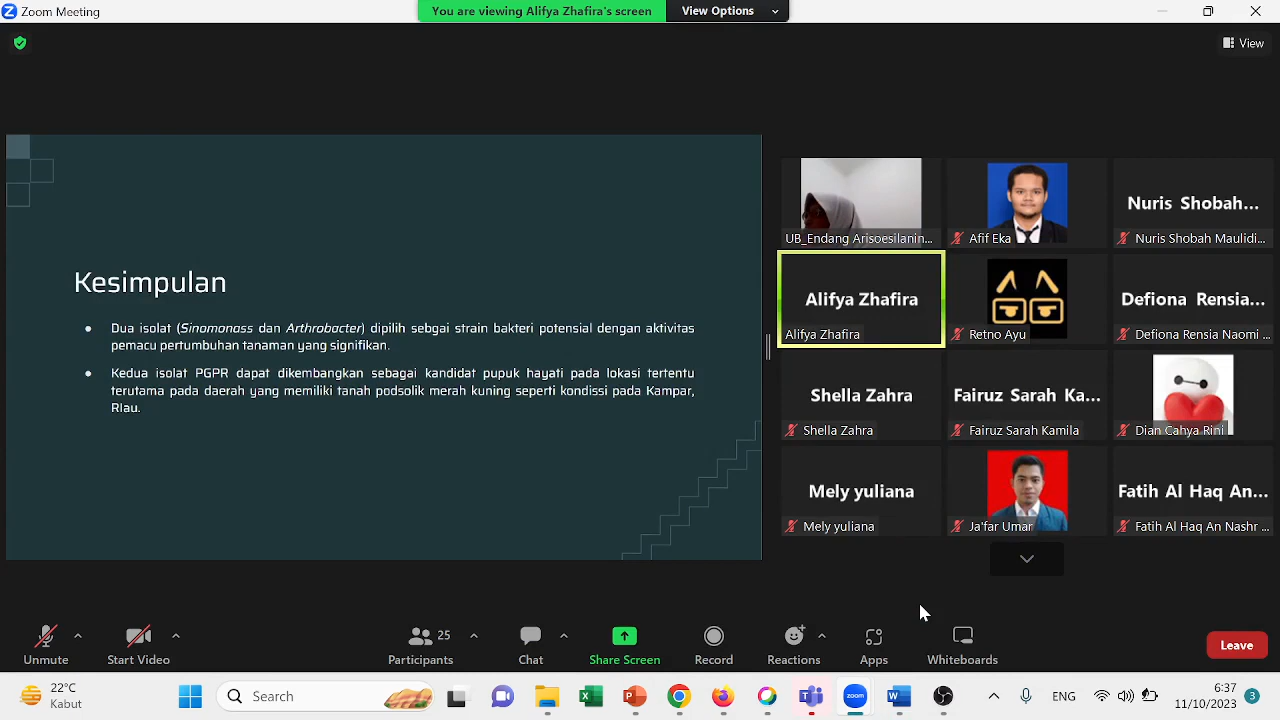 Zoom Meeting
You are viewing Alifya Zhafira's screen
View Options
View
Kesimpulan
Dua isolat (Sinomonass dan Arthrobacter) dipilih sebgai strain bakteri potensial dengan aktivitas
pemacu pertumbuhan tanaman yang signifikan.
Kedua isolat PGPR dapat dikembangkan sebagai kandidat pupuk hayati pada lokasi tertentu
terutama pada daerah yang memiliki tanah podsolik merah kuning seperti kondissi pada Kampar,
RIau.
UB_Endang Arisoesilanin...
Afif Eka
Nuris Shobah...
Nuris Shobah Maulidi...
Alifya Zhafira
Alifya Zhafira
Retno Ayu
Defiona Rensia...
Defiona Rensia Naomi ...
Shella Zahra
Shella Zahra
Fairuz Sarah Ka...
Fairuz Sarah Kamila
Dian Cahya Rini
Mely yuliana
Mely yuliana
Ja'far Umar
Fatih Al Haq An...
Fatih Al Haq An Nashr ...
Unmute
Start Video
25
Participants
Chat
Share Screen
Record
Reactions
Apps
Whiteboards
Leave
22°C
Kabut
Search
zoom
ENG
6:37
11/10/2023
3